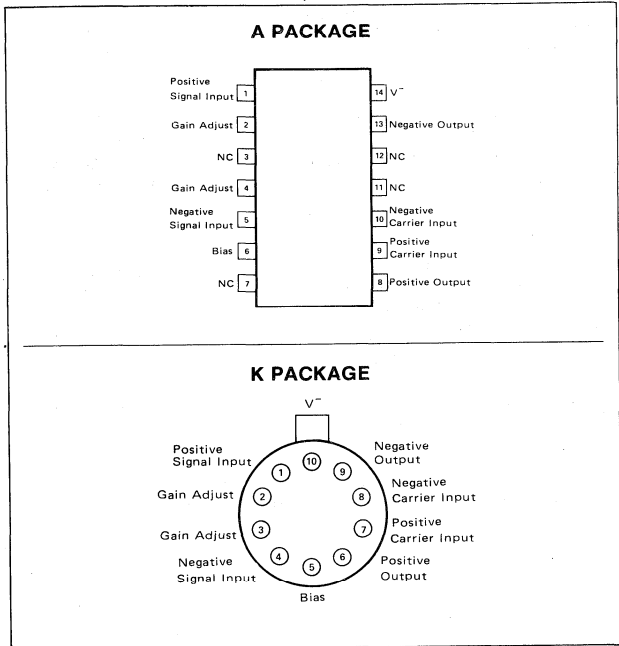 A PACKAGE
Positive
Signal Input 1
14 V⁻
Gain Adjust 2
13 Negative Output
NC 3
12 NC
Gain Adjust 4
11 NC
Negative
Signal Input 5
10 Negative
Carrier Input
Bias 6
9 Positive
Carrier Input
NC 7
8 Positive Output
K PACKAGE
V⁻
10
Positive
Signal Input 1
Negative
Output 9
Gain Adjust 2
Negative
Carrier Input 8
Gain Adjust 3
Positive
Carrier Input 7
Negative
Signal Input 4
Positive
Output 6
5
Bias